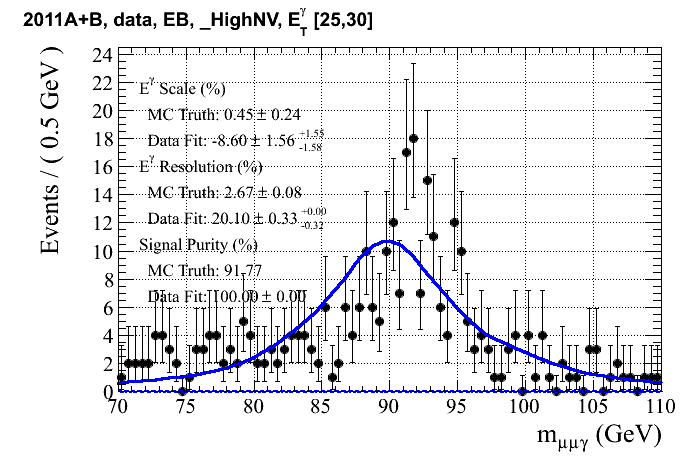 2011A+B, data, EB, _HighNV, E_T^γ [25,30]
Events / ( 0.5 GeV )
24
22
20
18
16
14
12
10
8
6
4
2
0
E^γ Scale (%)
MC Truth: 0.45 ± 0.24
Data Fit: -8.60 ± 1.56 +1.55 -1.58
E^γ Resolution (%)
MC Truth: 2.67 ± 0.08
Data Fit: 20.10 ± 0.33 +0.00 -0.32
Signal Purity (%)
MC Truth: 91.77
Data Fit: 100.00 ± 0.00
70 75 80 85 90 95 100 105 110
m_μμγ (GeV)